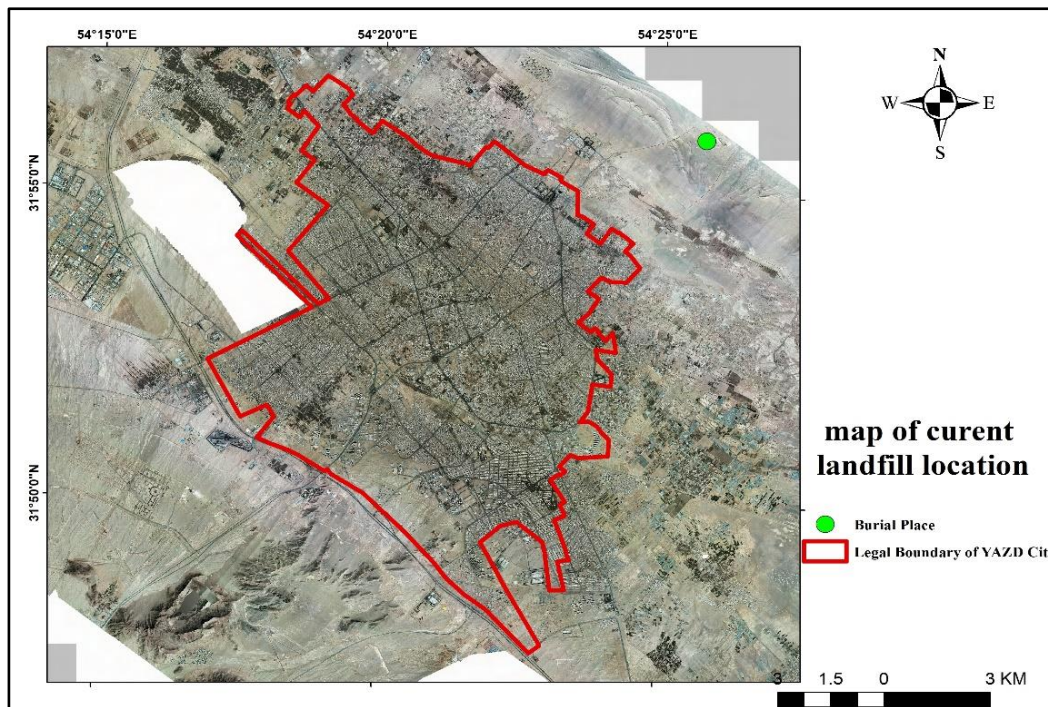 54°15'0"E
54°20'0"E
54°25'0"E
31°55'0"N
31°50'0"N
N
W
E
S
map of curent
landfill location
Burial Place
Legal Boundary of YAZD Cit
3 1.5 0 3 KM